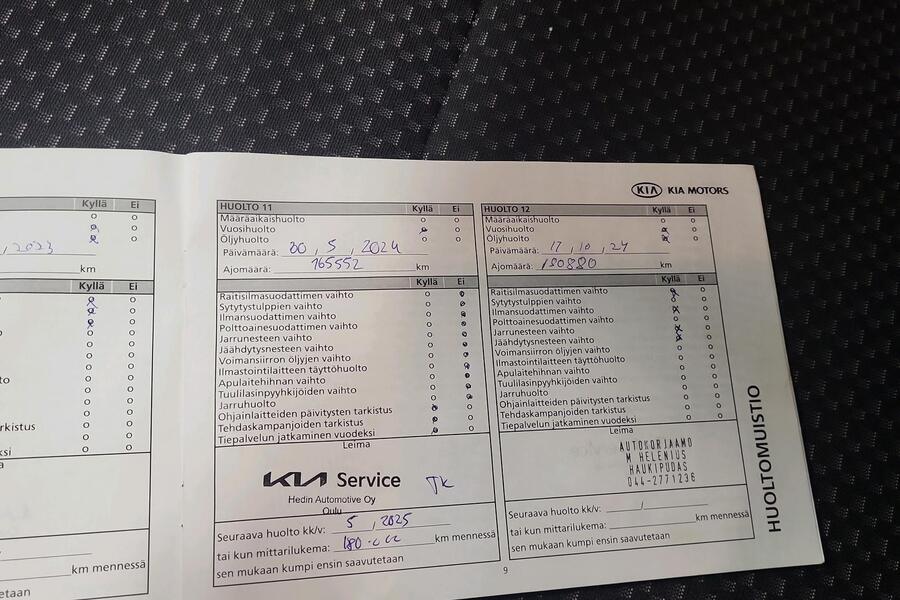 Kyllä Ei
, 2023
km
Kyllä Ei
to
rkistus
si
a
km mennessä
etaan
HUOLTO 11 Kyllä Ei
Määräaikaishuolto
Vuosihuolto
Öljyhuolto
Päivämäärä: 30 , 5 , 2024
Ajomäärä: 165552 km
Kyllä Ei
Raitisilmasuodattimen vaihto
Sytytystulppien vaihto
Ilmansuodattimen vaihto
Polttoainesuodattimen vaihto
Jarrunesteen vaihto
Jäähdytysnesteen vaihto
Voimansiirron öljyjen vaihto
Ilmastointilaitteen täyttöhuolto
Apulaitehihnan vaihto
Tuulilasinpyyhkijöiden vaihto
Jarruhuolto
Ohjainlaitteiden päivitysten tarkistus
Tehdaskampanjoiden tarkistus
Tiepalvelun jatkaminen vuodeksi
Leima
KIA Service
Hedin Automotive Oy
Oulu
Seuraava huolto kk/v: 5 , 2025
tai kun mittarilukema: km mennessä
sen mukaan kumpi ensin saavutetaan
KIA KIA MOTORS
HUOLTO 12 Kyllä Ei
Määräaikaishuolto
Vuosihuolto
Öljyhuolto
Päivämäärä: 17 , 10 , 24
Ajomäärä: 180880 km
Kyllä Ei
Raitisilmasuodattimen vaihto
Sytytystulppien vaihto
Ilmansuodattimen vaihto
Polttoainesuodattimen vaihto
Jarrunesteen vaihto
Jäähdytysnesteen vaihto
Voimansiirron öljyjen vaihto
Ilmastointilaitteen täyttöhuolto
Apulaitehihnan vaihto
Tuulilasinpyyhkijöiden vaihto
Jarruhuolto
Ohjainlaitteiden päivitysten tarkistus
Tehdaskampanjoiden tarkistus
Tiepalvelun jatkaminen vuodeksi
Leima
AUTOKORJAAMO
M HELENIUS
HAUKIPUDAS
044-2771236
Seuraava huolto kk/v: /
tai kun mittarilukema: km mennessä
sen mukaan kumpi ensin saavutetaan
9
HUOLTOMUISTIO